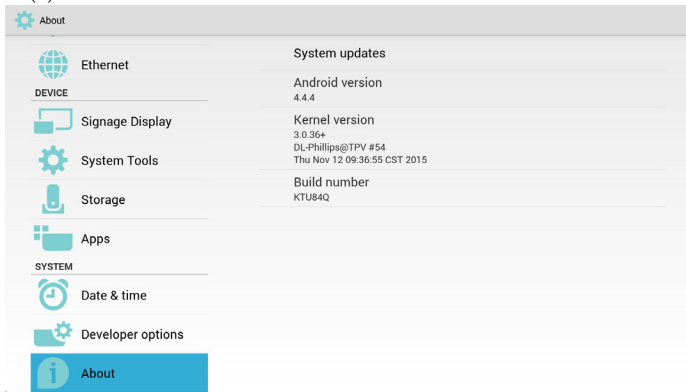 About
Ethernet
DEVICE
Signage Display
System Tools
Storage
Apps
SYSTEM
Date & time
Developer options
About
System updates
Android version
4.4.4
Kernel version
3.0.36+
DL-Phillips@TPV #54
Thu Nov 12 09:36:55 CST 2015
Build number
KTU84Q